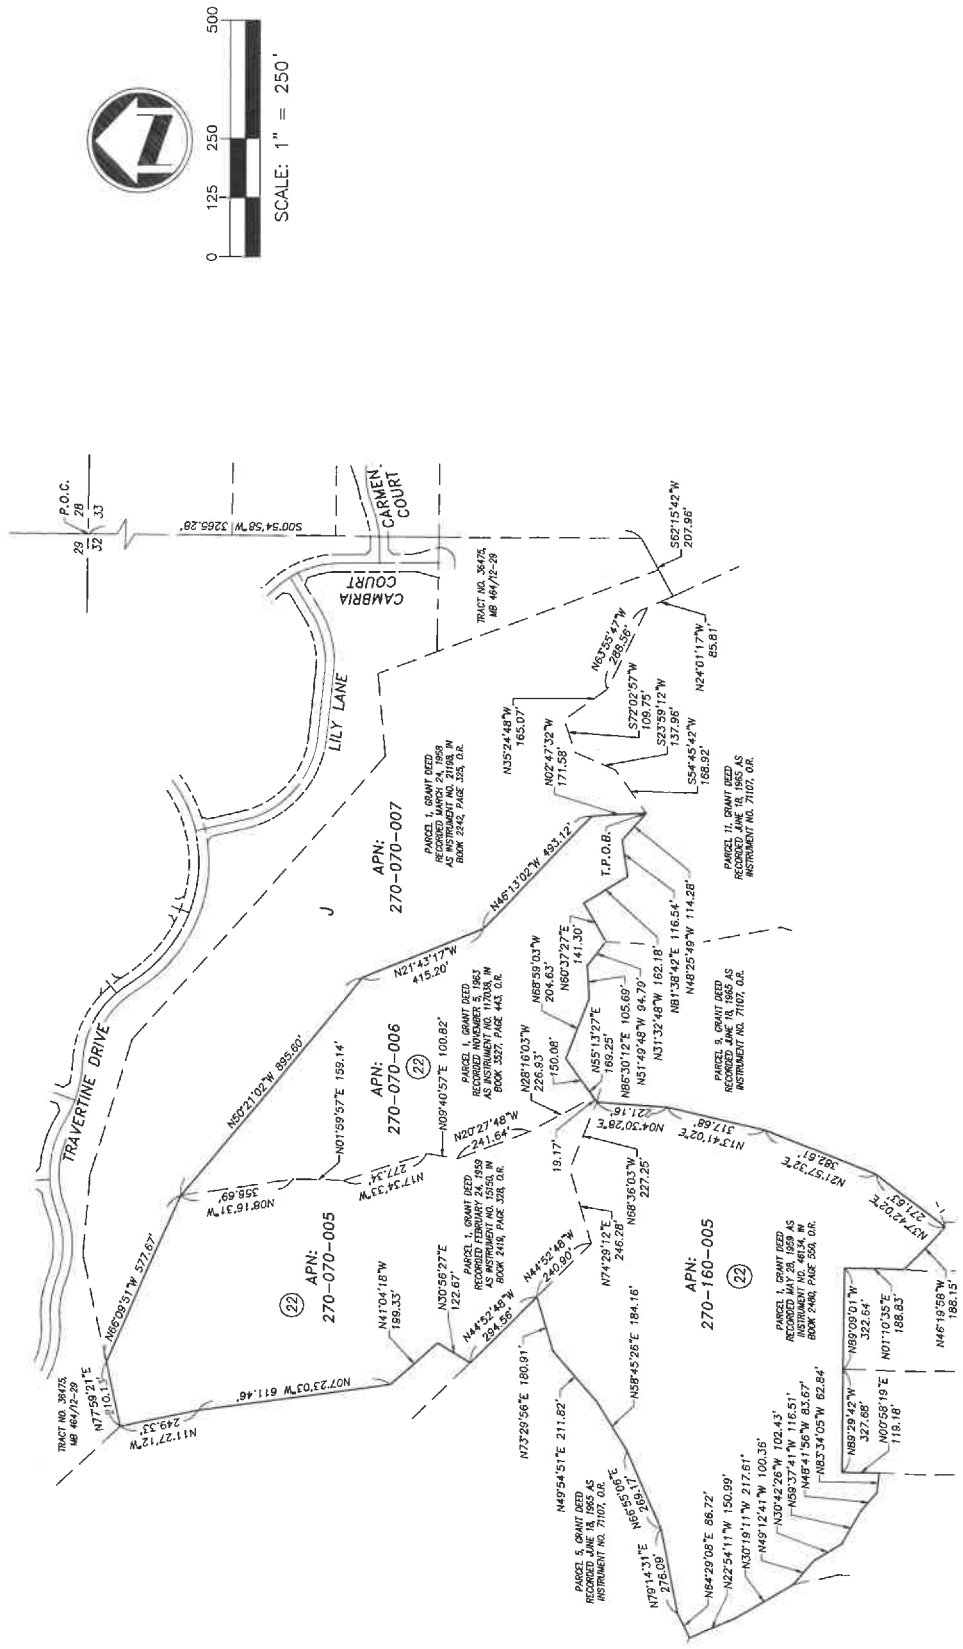 0
125
250
500
SCALE: 1" = 250'
P.O.C.
29
28
32
33
S00°54'58"W 3265.28'
CARMEN
COURT
CAMBRIA
COURT
LILY LANE
TRAVERTINE DRIVE
TRACT NO. 36475,
MB 464/12-29
TRACT NO. 36475,
MB 464/12-29
S62°15'42"W
207.96'
N24°01'17"W
85.81'
N63°55'47"W
288.56'
N35°24'48"W
165.07'
S72°02'57"W
109.75'
S23°59'12"W
137.96'
S54°45'42"W
168.92'
N02°47'32"W
171.58'
T.P.O.B.
PARCEL 11, GRANT DEED
RECORDED JUNE 18, 1965 AS
INSTRUMENT NO. 71107, O.R.
J
APN:
270-070-007
PARCEL 1, GRANT DEED
RECORDED MARCH 24, 1958
AS INSTRUMENT NO. 21198, IN
BOOK 2242, PAGE 325, O.R.
N46°13'02"W 493.12'
N21°43'17"W
415.20'
N50°21'02"W 895.60'
N66°09'51"W 577.67'
N77°59'21"E
210.13'
N11°27'12"W
249.33'
N07°23'03"W 611.46'
N41°04'18"W
199.33'
N30°56'27"E
122.67'
N44°52'48"W
294.56'
N44°52'48"W
240.90'
APN:
270-070-006
22
PARCEL 1, GRANT DEED
RECORDED NOVEMBER 5, 1963
AS INSTRUMENT NO. 117038, IN
BOOK 3527, PAGE 443, O.R.
N08°16'31"W
358.69'
N01°59'57"E 159.14'
N17°34'33"W
277.34'
N09°40'57"E 100.82'
N20°27'48"W
241.64'
N28°16'03"W
226.93'
19.17'
22
APN:
270-070-005
PARCEL 1, GRANT DEED
RECORDED FEBRUARY 24, 1959
AS INSTRUMENT NO. 15150, IN
BOOK 2419, PAGE 328, O.R.
N68°59'03"W
204.63'
150.08'
N60°37'27"E
141.30'
N55°13'27"E
169.25'
N86°30'12"E 105.69'
N51°49'48"W 94.79'
N31°32'48"W 162.18'
N81°38'42"E 116.54'
N48°25'49"W 114.28'
PARCEL 9, GRANT DEED
RECORDED JUNE 18, 1965 AS
INSTRUMENT NO. 71107, O.R.
N04°30'28"E
221.16'
N13°41'02"E
317.68'
N21°57'32"E
382.61'
N37°42'02"E
271.63'
N46°19'58"W
188.15'
N01°10'35"E
188.83'
N89°09'01"W
322.64'
N89°29'42"W
327.68'
N00°58'19"E
119.18'
N68°36'03"W
227.25'
N74°29'12"E
246.28'
APN:
270-160-005
22
PARCEL 1, GRANT DEED
RECORDED MAY 28, 1959 AS
INSTRUMENT NO. 46134, IN
BOOK 2480, PAGE 550, O.R.
N73°29'56"E 180.91'
N49°54'51"E 211.82'
N58°45'26"E 184.16'
N66°55'06"E
269.17'
N79°14'31"E
276.09'
PARCEL 5, GRANT DEED
RECORDED JUNE 18, 1965 AS
INSTRUMENT NO. 71107, O.R.
N64°29'08"E 86.72'
N22°54'11"W 150.99'
N30°19'11"W 217.61'
N49°12'41"W 100.36'
N30°42'26"W 102.43'
N59°37'41"W 116.51'
N48°41'56"W 83.67'
N83°34'05"W 62.84'